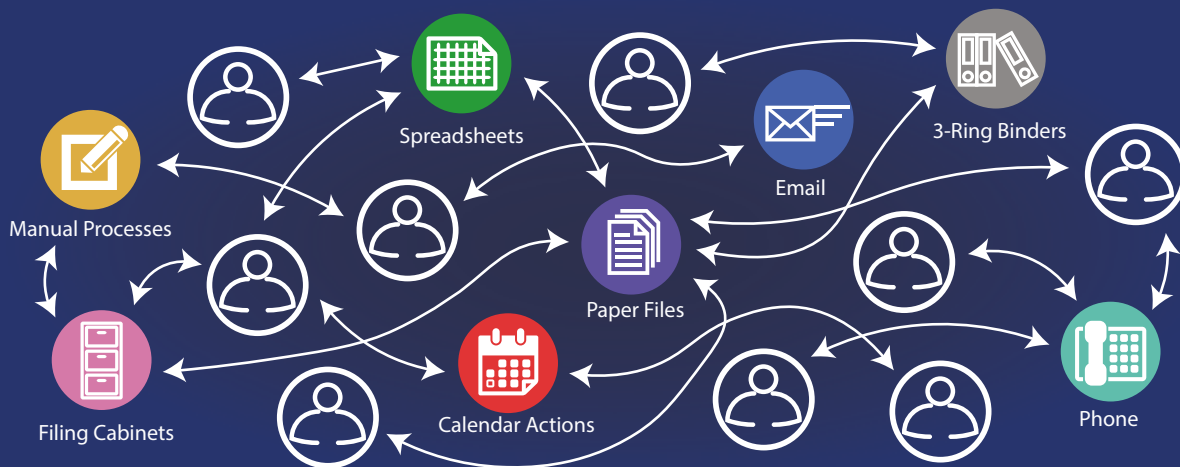 Spreadsheets
3-Ring Binders
Email
Manual Processes
Paper Files
Calendar Actions
Phone
Filing Cabinets